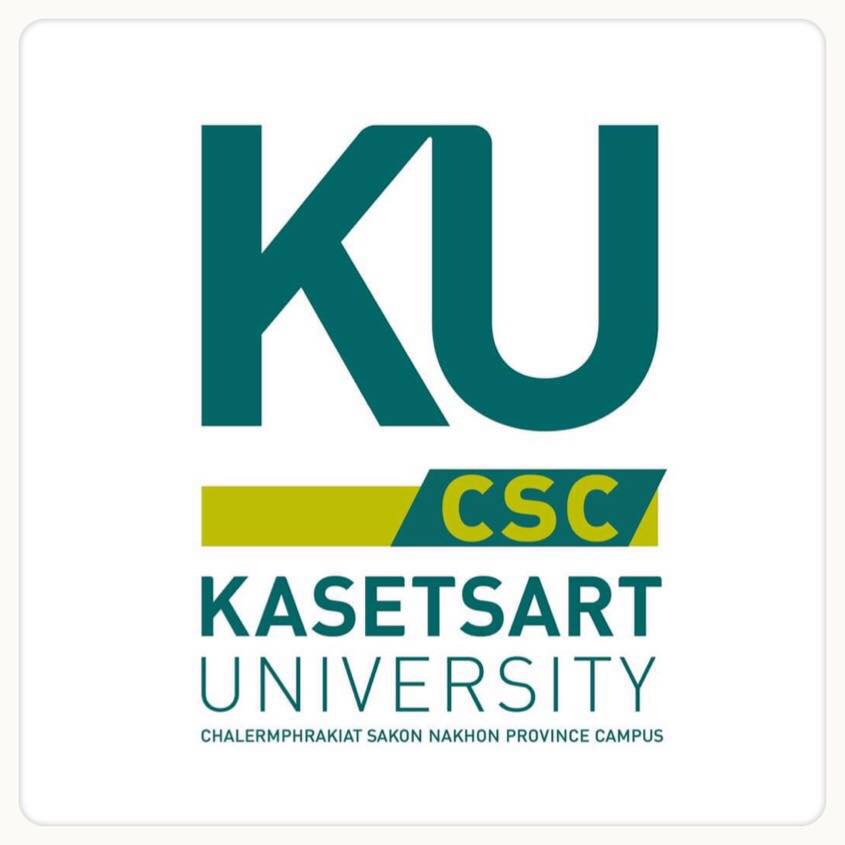 KU
CSC
KASETSART
UNIVERSITY
CHALERMPHRAKIAT SAKON NAKHON PROVINCE CAMPUS